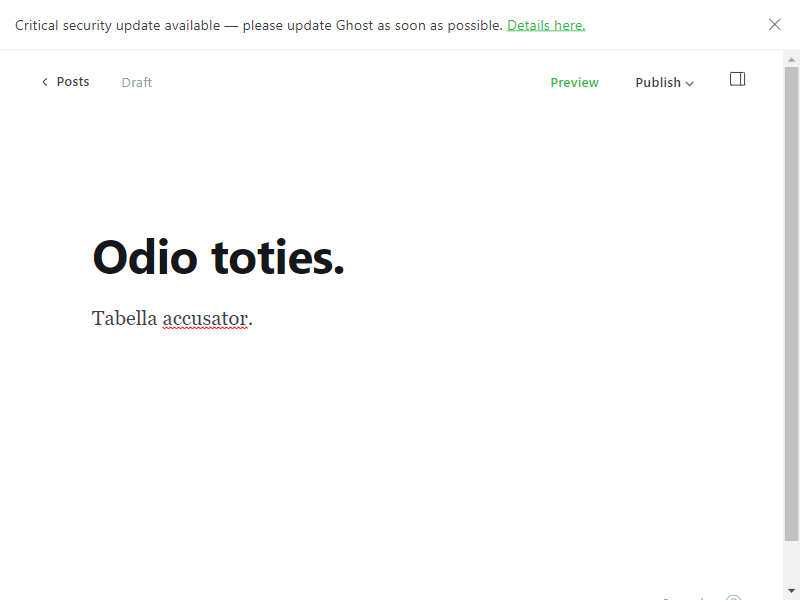 Critical security update available — please update Ghost as soon as possible. Details here.
Posts
Draft
Preview
Publish
Odio toties.
Tabella accusator.